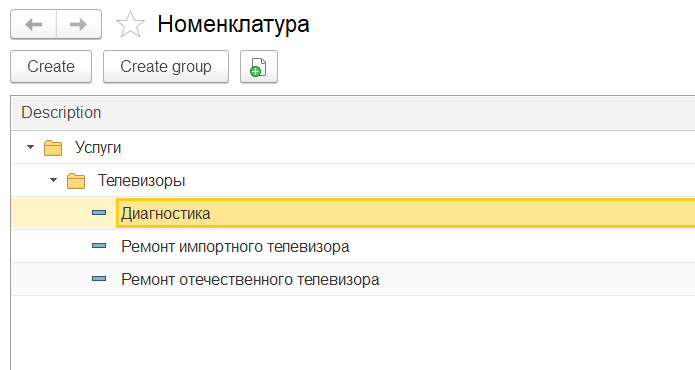 Номенклатура
Create Create group
Description
Услуги
Телевизоры
Диагностика
Ремонт импортного телевизора
Ремонт отечественного телевизора